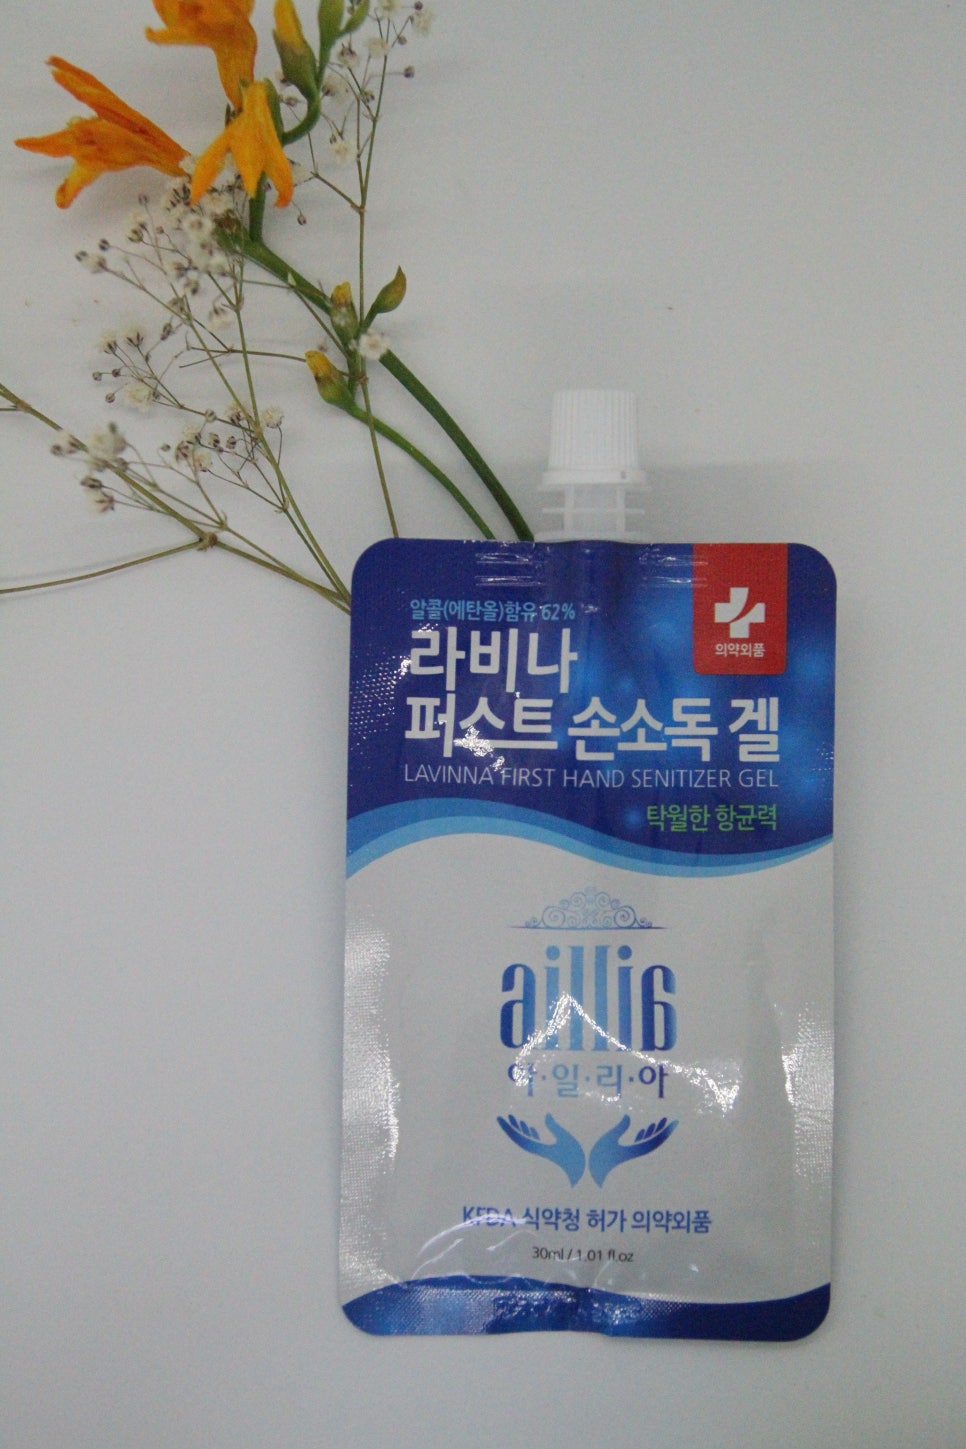 알콜(에탄올)함유 62%
라비나
퍼스트 손소독 겔
LAVINNA FIRST HAND SENITIZER GEL
탁월한 항균력
의약외품
aillia
아·일·리·아
KFDA 식약청 허가 의약외품
30ml / 1.01 fl.oz